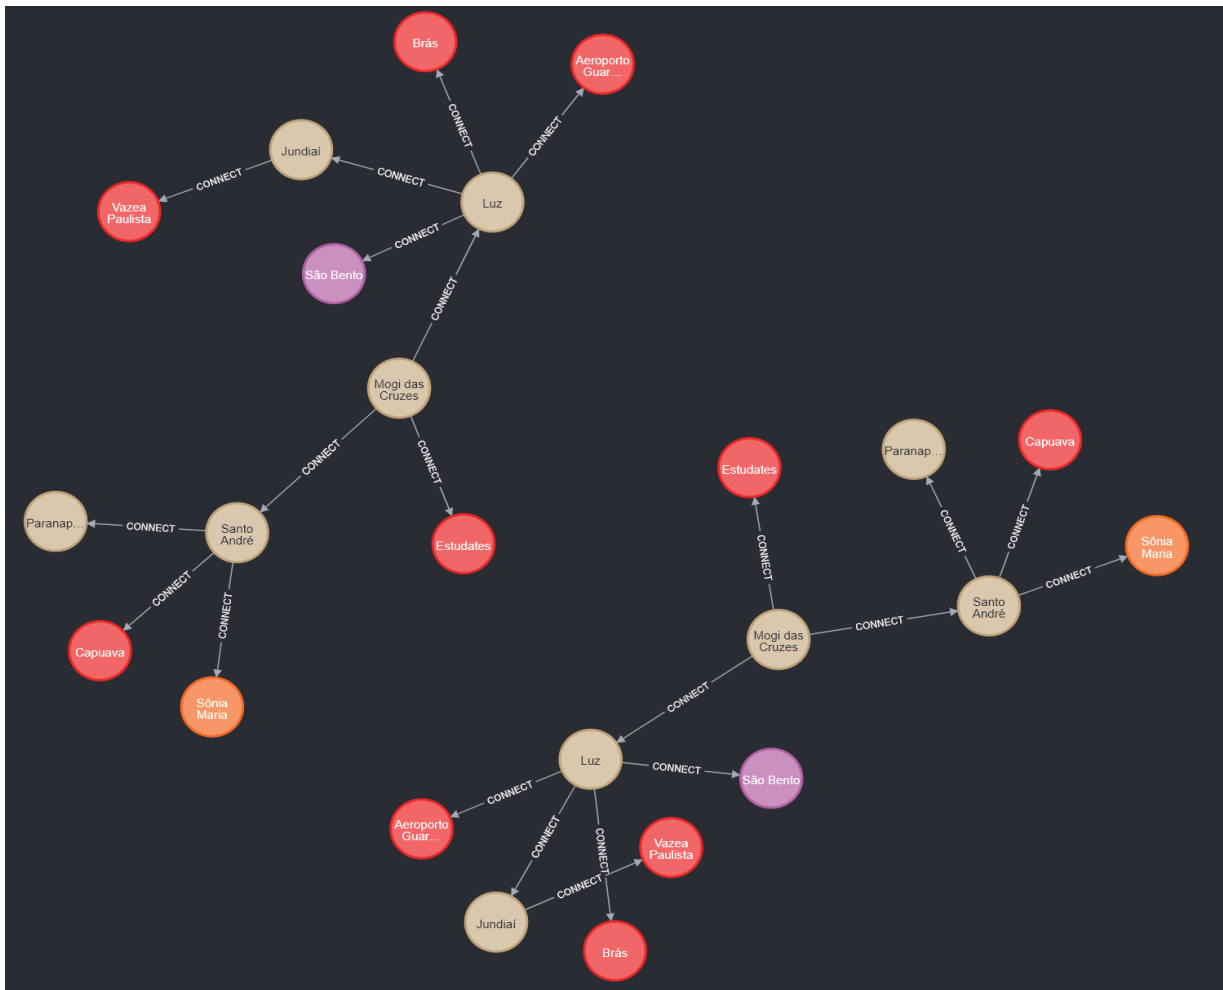 Brás
Aeroporto
Guar...
CONNECT
CONNECT
Jundiaí
CONNECT
CONNECT
Vazea
Paulista
Luz
CONNECT
São Bento
CONNECT
Mogi das
Cruzes
CONNECT
CONNECT
Paranap...
CONNECT
Santo
André
Estudates
CONNECT
CONNECT
Capuava
Sônia
Maria
Estudates
Paranap...
Capuava
CONNECT
CONNECT
CONNECT
Sônia
Maria
CONNECT
Santo
André
CONNECT
Mogi das
Cruzes
CONNECT
Luz
CONNECT
São Bento
CONNECT
Aeroporto
Guar...
CONNECT
CONNECT
Vazea
Paulista
CONNECT
Jundiaí
Brás